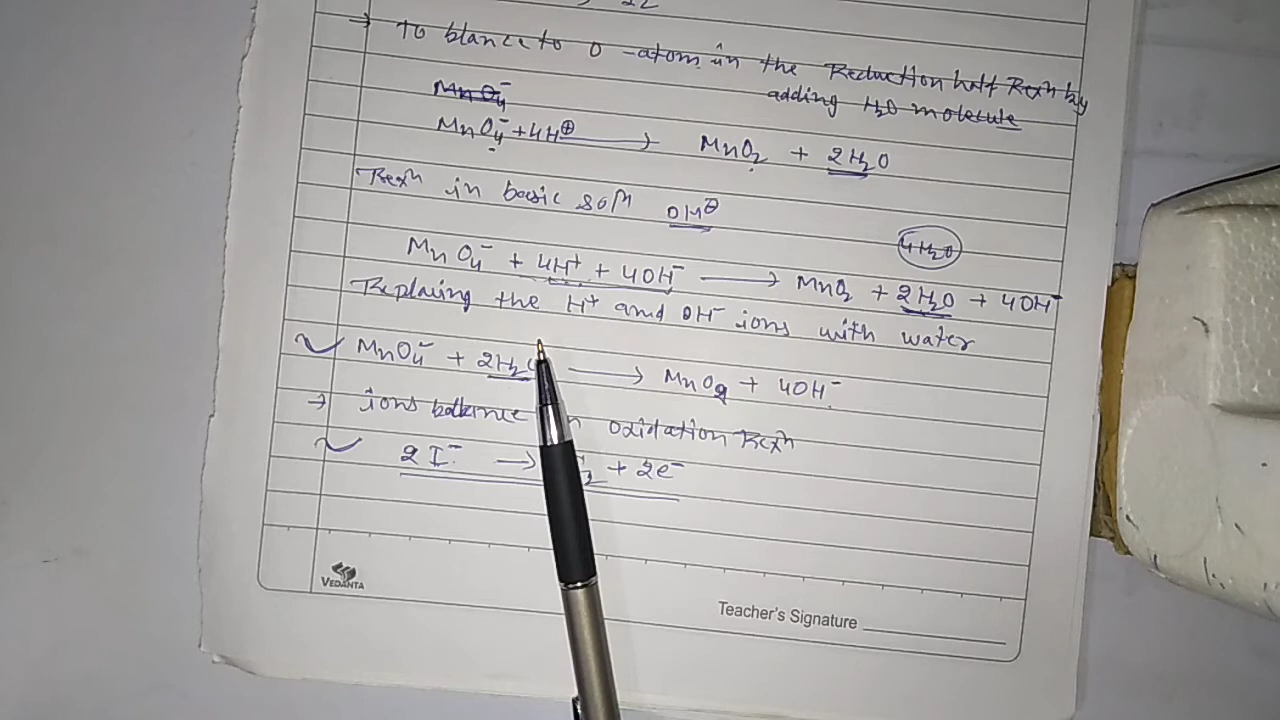 → To blance to O -atom in the Reduction half Rexn by
adding H₂O molecule
MnO₄⁻
MnO₄⁻ + 4H⊕ ⟶ MnO₂ + 2H₂O
Rexn in basic soln OH⊖
4H₂O
MnO₄⁻ + 4H⁺ + 4OH⁻ ⟶ MnO₂ + 2H₂O + 4OH⁻
Replacing the H⁺ and OH⁻ ions with water
MnO₄⁻ + 2H₂O ⟶ MnO₂ + 4OH⁻
→ ions balance oxidation Rexn
2I⁻ → + 2e⁻
VEDANTA
Teacher's Signature